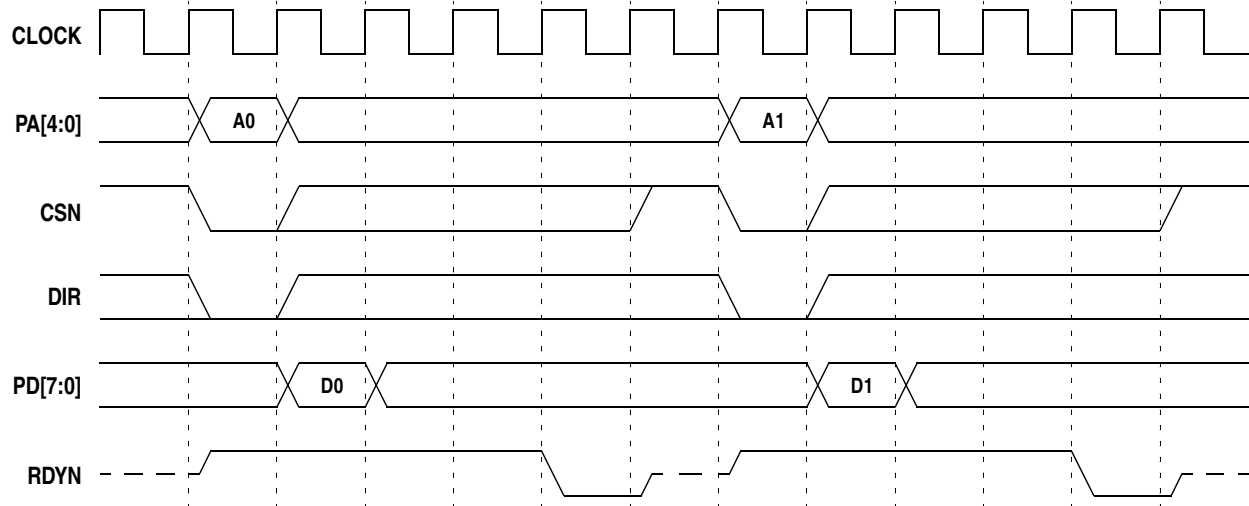 CLOCK
PA[4:0] A0 A1
CSN
DIR
PD[7:0] D0 D1
RDYN